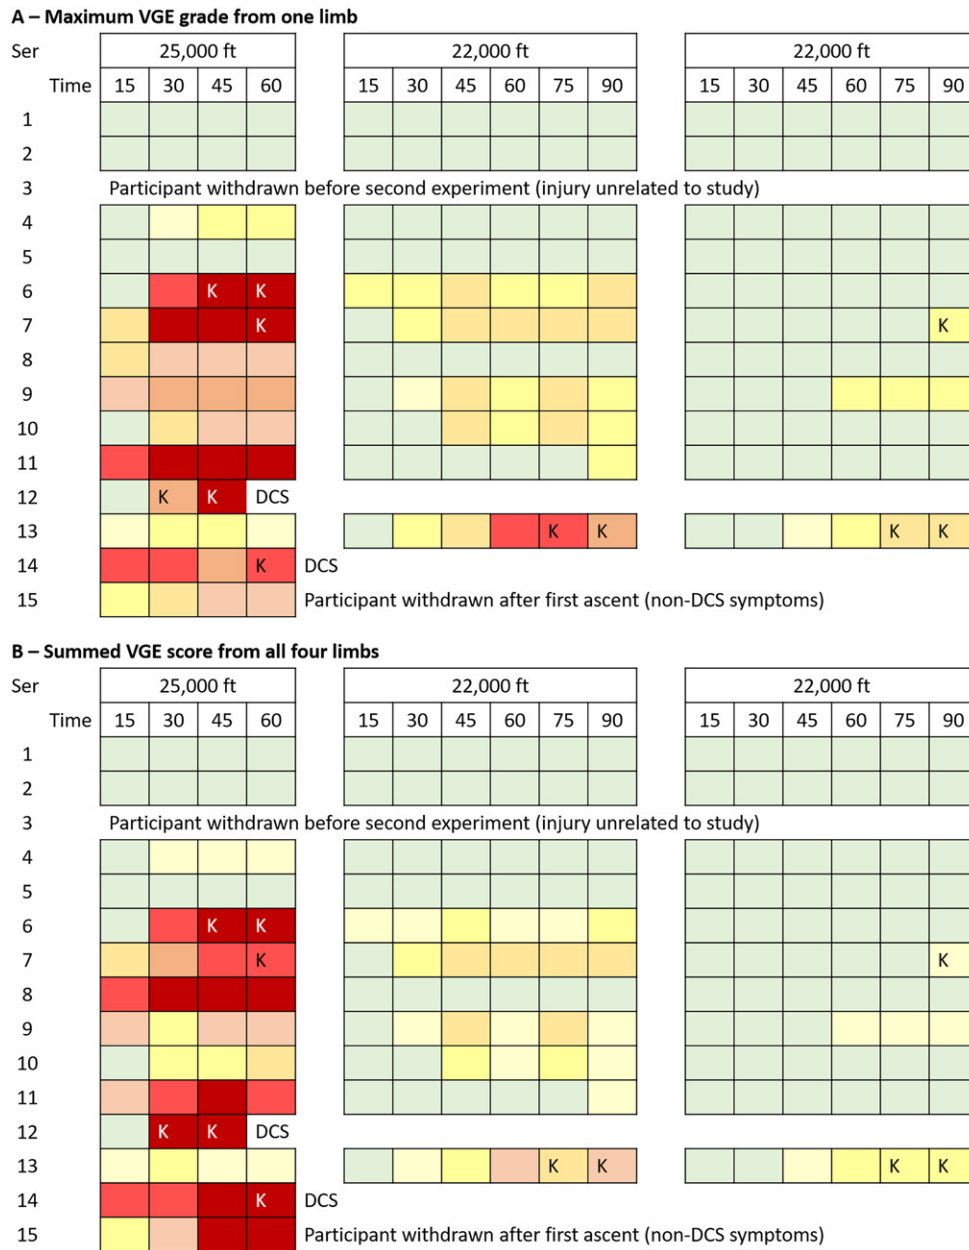 A – Maximum VGE grade from one limb
Ser 25,000 ft 22,000 ft 22,000 ft
Time 15 30 45 60 15 30 45 60 75 90 15 30 45 60 75 90
1
2
3 Participant withdrawn before second experiment (injury unrelated to study)
4
5
6 K K
7 K K
8
9
10
11
12 K K DCS
13 K K K K
14 K DCS
15 Participant withdrawn after first ascent (non-DCS symptoms)
B – Summed VGE score from all four limbs
Ser 25,000 ft 22,000 ft 22,000 ft
Time 15 30 45 60 15 30 45 60 75 90 15 30 45 60 75 90
1
2
3 Participant withdrawn before second experiment (injury unrelated to study)
4
5
6 K K
7 K K
8
9
10
11
12 K K DCS
13 K K K K
14 K DCS
15 Participant withdrawn after first ascent (non-DCS symptoms)